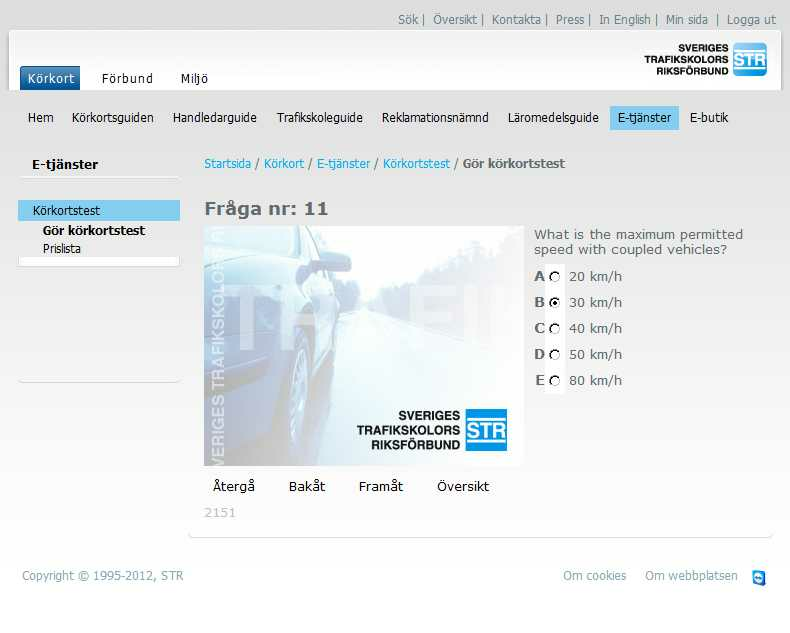 Sök | Översikt | Kontakta | Press | In English | Min sida | Logga ut
SVERIGES
TRAFIKSKOLORS
RIKSFÖRBUND
STR
Körkort Förbund Miljö
Hem Körkortsguiden Handledarguide Trafikskoleguide Reklamationsnämnd Läromedelsguide E-tjänster E-butik
E-tjänster
Körkortstest
Gör körkortstest
Prislista
Startsida / Körkort / E-tjänster / Körkortstest / Gör körkortstest
Fråga nr: 11
SVERIGES TRAFIKSKOLORS R
TRAFI
SVERIGES
TRAFIKSKOLORS
RIKSFÖRBUND
STR
What is the maximum permitted
speed with coupled vehicles?
A 20 km/h
B 30 km/h
C 40 km/h
D 50 km/h
E 80 km/h
Återgå Bakåt Framåt Översikt
2151
Copyright © 1995-2012, STR
Om cookies Om webbplatsen